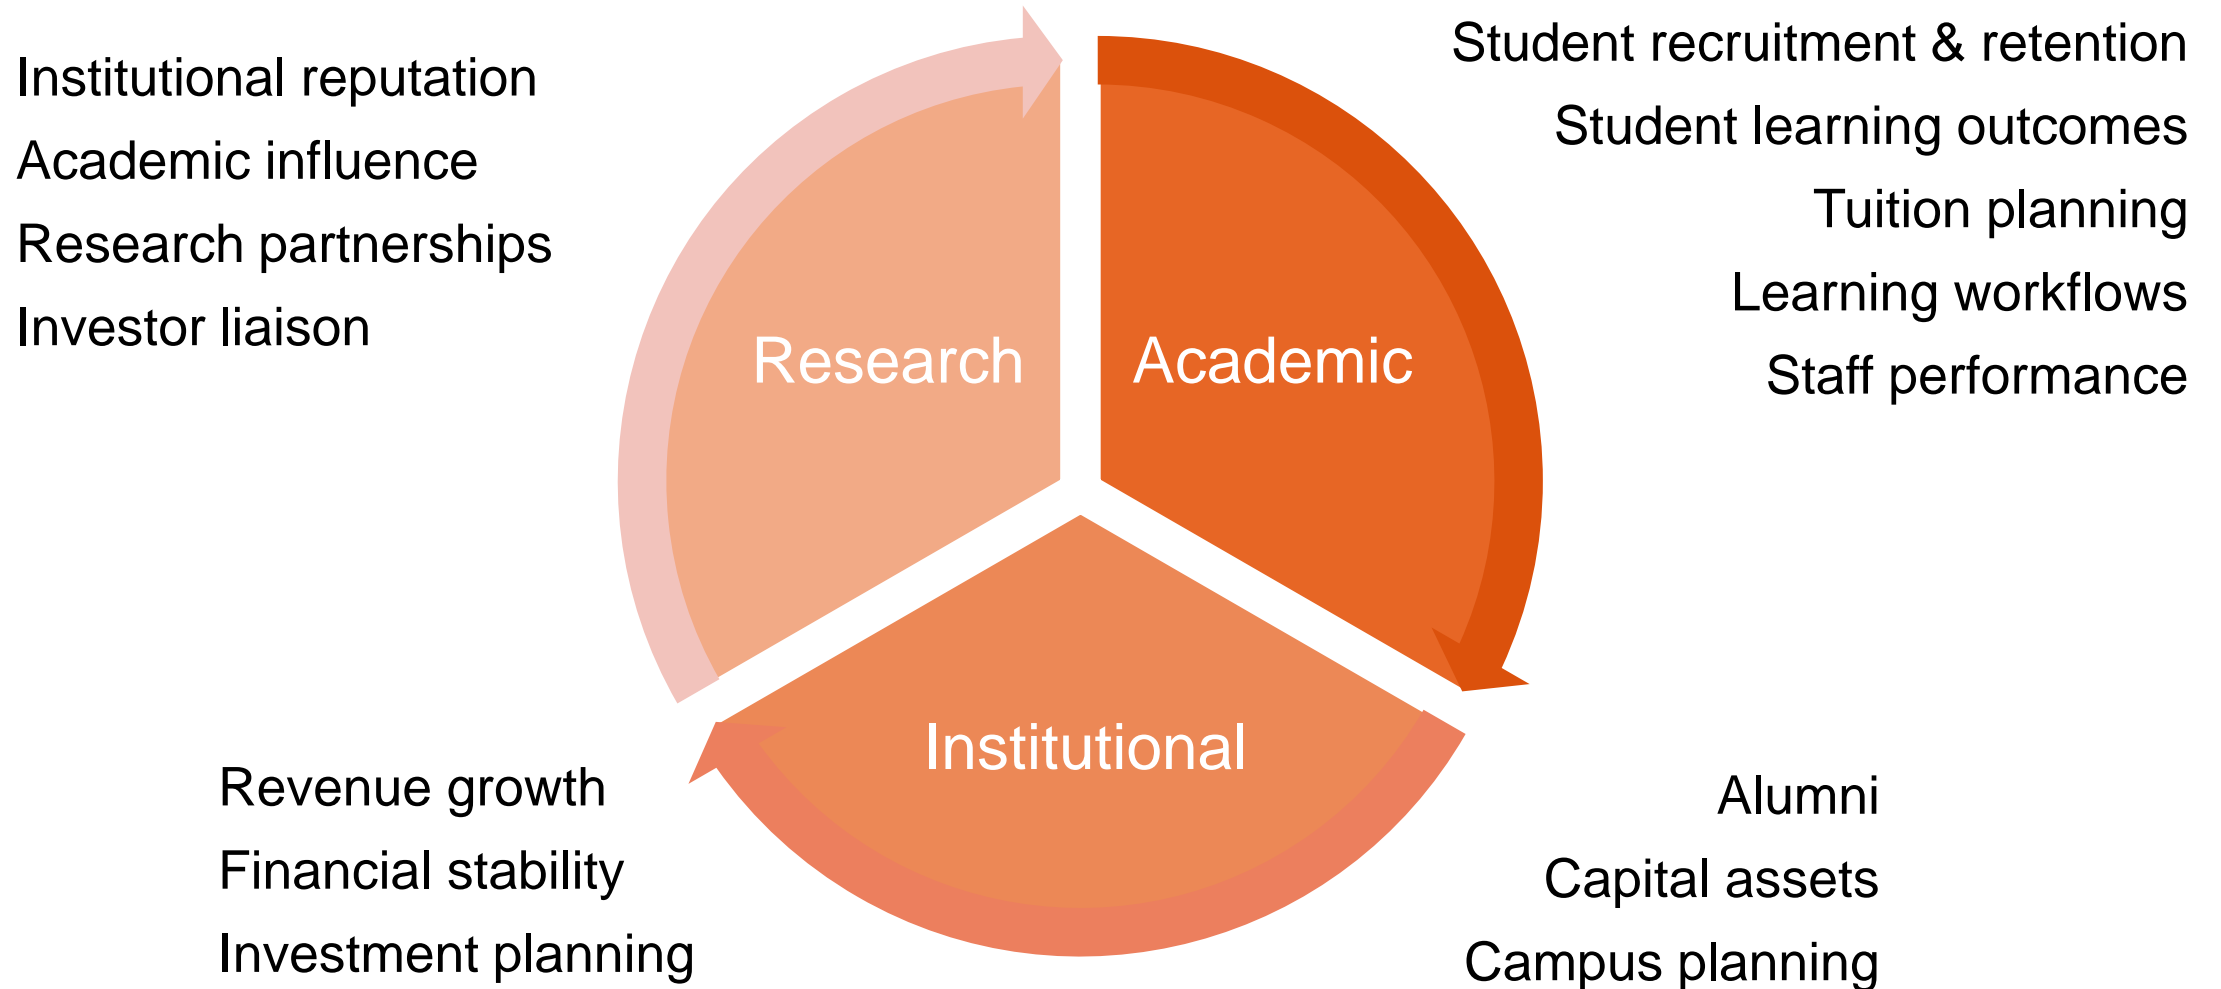 Institutional reputation
Academic influence
Research partnerships
Investor liaison
Research
Academic
Student recruitment & retention
Student learning outcomes
Tuition planning
Learning workflows
Staff performance
Institutional
Revenue growth
Financial stability
Investment planning
Alumni
Capital assets
Campus planning